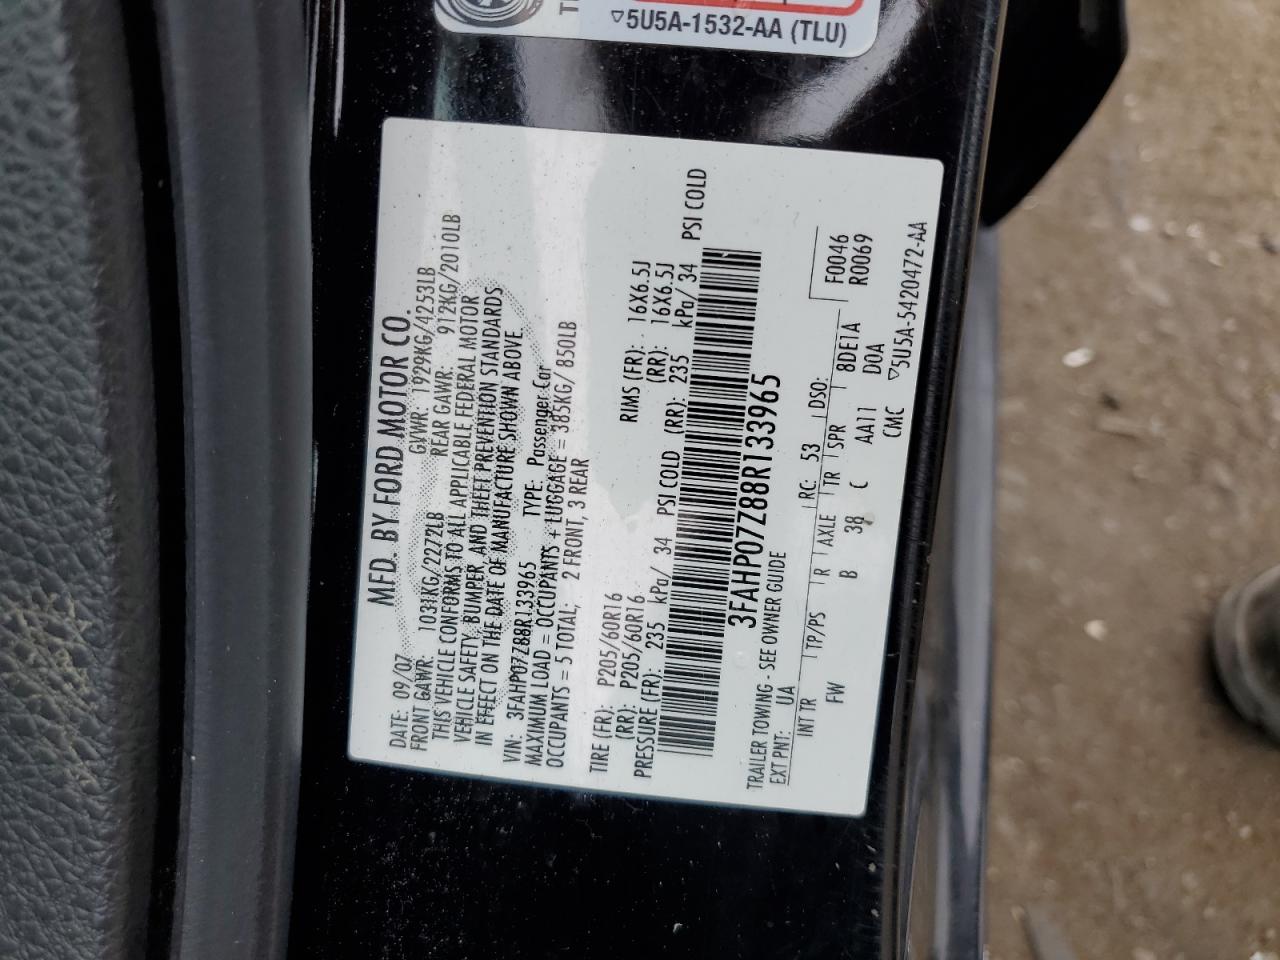 ▽5U5A-1532-AA (TLU)
MFD. BY FORD MOTOR CO.
DATE: 09/07 GVWR: 1929KG/4253LB
FRONT GAWR: 1031KG/2272LB REAR GAWR: 912KG/2010LB
THIS VEHICLE CONFORMS TO ALL APPLICABLE FEDERAL MOTOR
VEHICLE SAFETY, BUMPER AND THEFT PREVENTION STANDARDS
IN EFFECT ON THE DATE OF MANUFACTURE SHOWN ABOVE.
VIN: 3FAHP07Z88R133965 TYPE: Passenger Car
MAXIMUM LOAD = OCCUPANTS + LUGGAGE = 385KG/ 850LB
OCCUPANTS = 5 TOTAL; 2 FRONT, 3 REAR
TIRE (FR): P205/60R16 RIMS (FR): 16X6.5J
(RR): P205/60R16 (RR): 16X6.5J
PRESSURE (FR): 235 kPa/ 34 PSI COLD (RR): 235 kPa/ 34 PSI COLD
3FAHP07Z88R133965
TRAILER TOWING - SEE OWNER GUIDE
EXT PNT: UA RC: 53 DSO: F0046
INT TR TP/PS R AXLE TR SPR 8DE1A R0069
FW B 38 C AA11 DOA
CMC ▽5U5A-5420472-AA